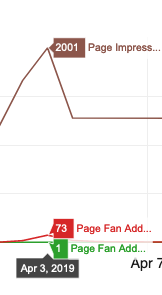 2001 Page Impress...
73 Page Fan Add...
1 Page Fan Add...
Apr 3, 2019
Apr 7